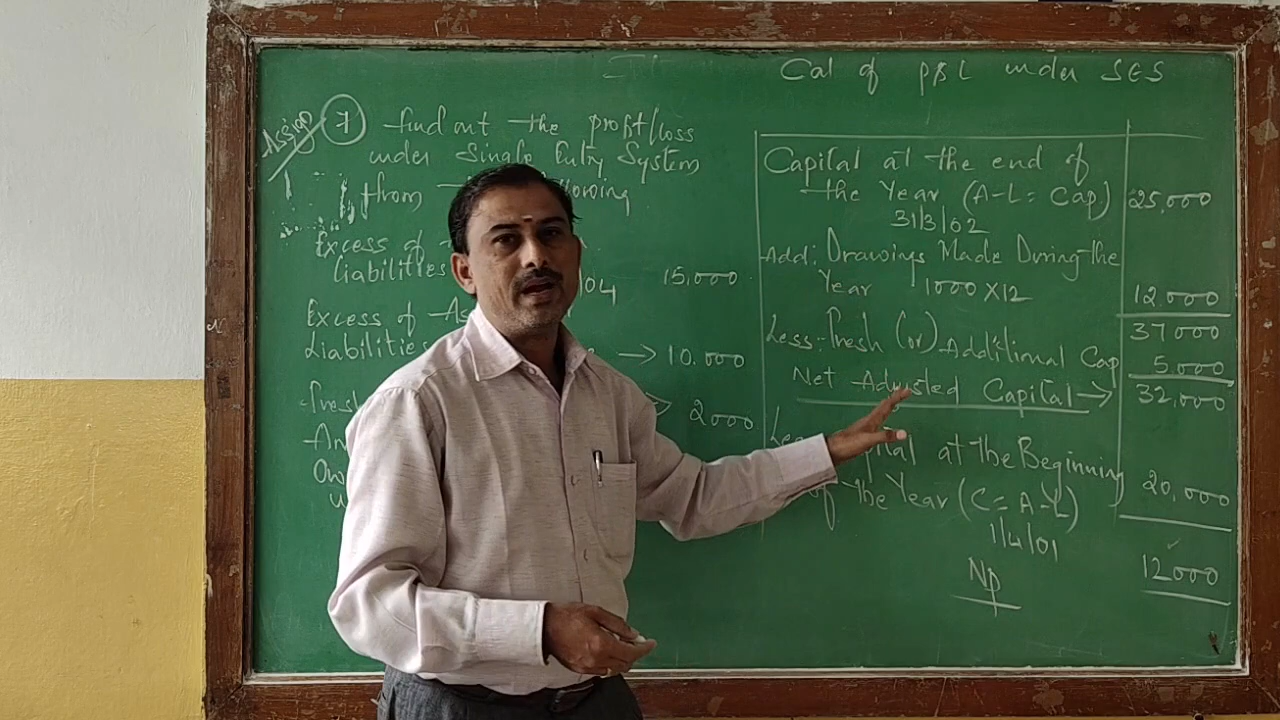 Cal of P&L under SES
Assign
7
find out the profit/loss
under Single Entry System
from
Excess of
Liabilities 04 15,000
Excess of
Liabilities → 10.000
2000
Capital at the end of
the Year (A-L= Cap) 25,000
31/3/02
Add: Drawings Made During the
Year 1000 X12 12000
37000
Less:- Fresh (or) Additional Cap 5,000
Net Adjusted Capital → 32,000
at the Beginning
of the Year (C= A-L) 20,000
1/4/01
Np 12000